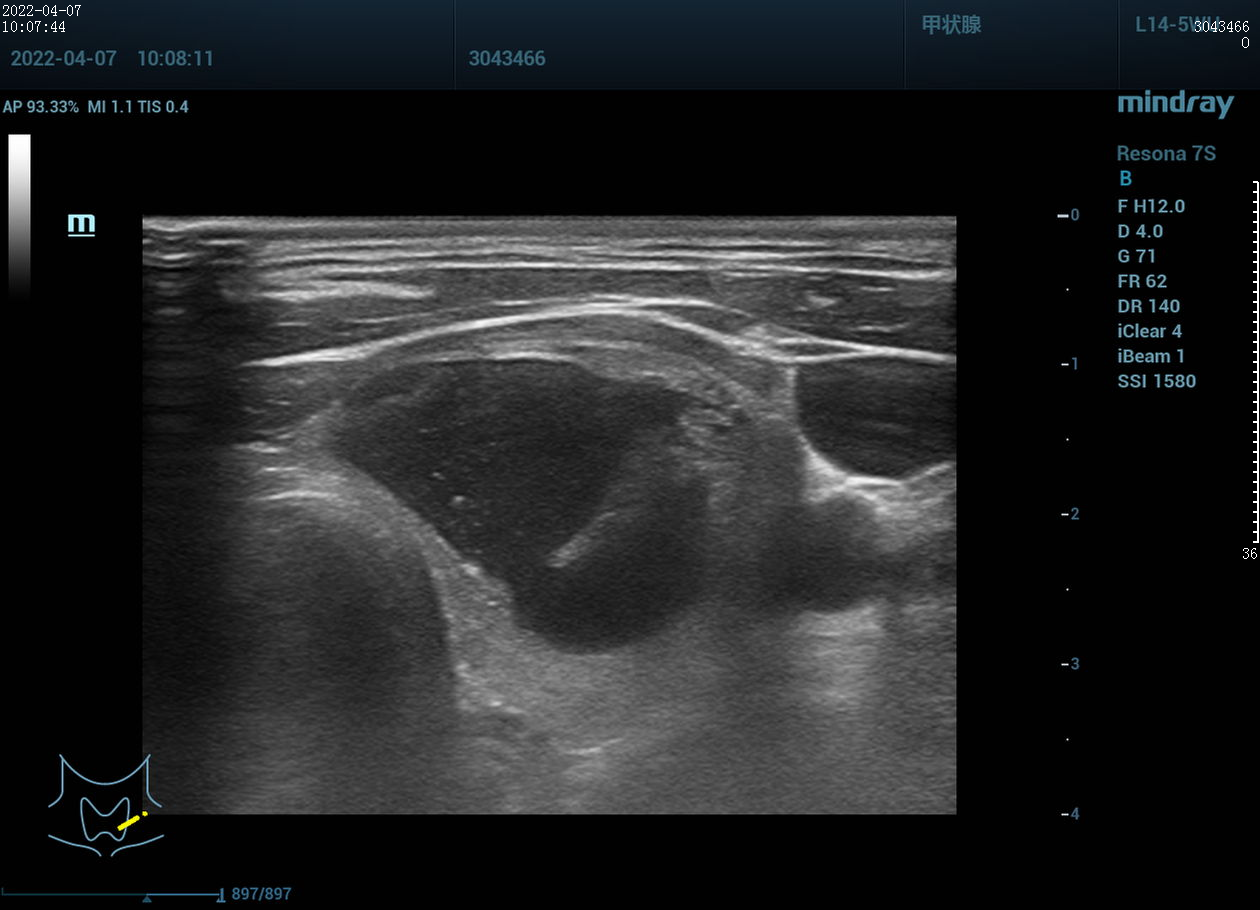 2022-04-07
10:07:44
甲状腺
3043466
0
2022-04-07 10:08:11
3043466
AP 93.33% MI 1.1 TIS 0.4
mindray
Resona 7S
B
F H12.0
D 4.0
G 71
FR 62
DR 140
iClear 4
iBeam 1
SSI 1580
m
0
1
2
3
4
36
897/897